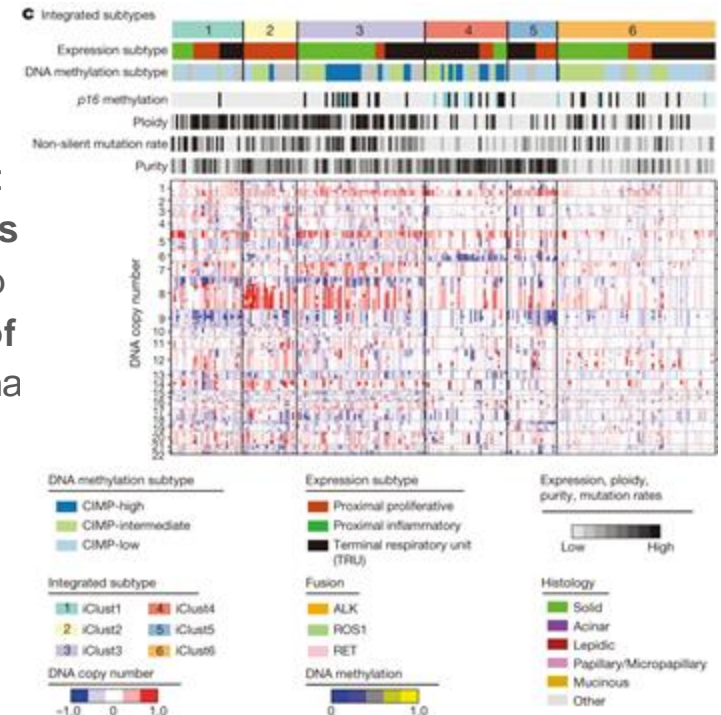 c Integrated subtypes
1 2 3 4 5 6
Expression subtype
DNA methylation subtype
p16 methylation
Ploidy
Non-silent mutation rate
Purity
s
of
na
DNA copy number
1
2
3
4
5
6
7
8
9
10
11
12
13
DNA methylation subtype
CIMP-high
CIMP-intermediate
CIMP-low
Expression subtype
Proximal proliferative
Proximal inflammatory
Terminal respiratory unit
(TRU)
Expression, ploidy,
purity, mutation rates
Low High
Integrated subtype
1 iClust1 4 iClust4
2 iClust2 5 iClust5
3 iClust3 6 iClust6
Fusion
ALK
ROS1
RET
Histology
Solid
Acinar
Lepidic
Papillary/Micropapillary
Mucinous
Other
DNA copy number
-1.0 0 1.0
DNA methylation
0 1.0